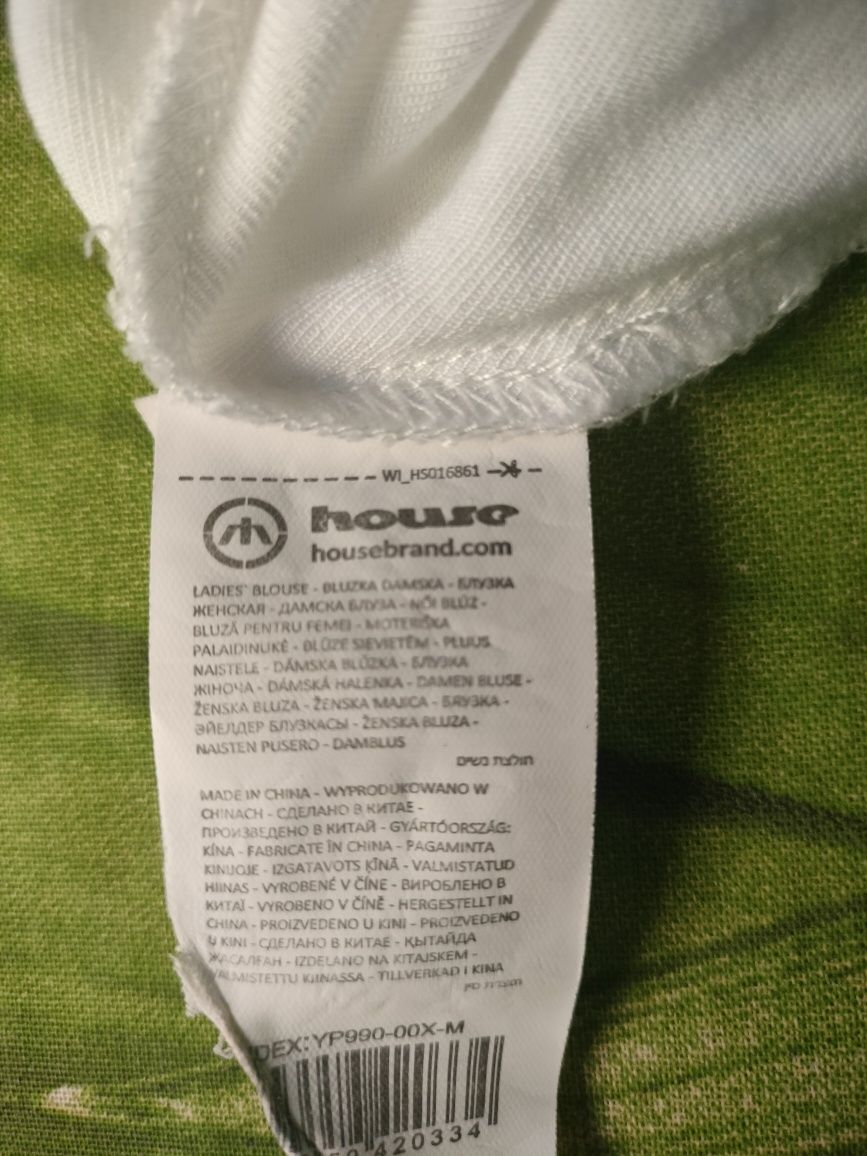 WI_HS016861
house
housebrand.com
LADIES' BLOUSE - BLUZKA DAMSKA - БЛУЗКА
ЖЕНСКАЯ - ДАМСКА БЛУЗА - NŐI BLÚZ -
BLUZĂ PENTRU FEMEI - MOTERIŠKA
PALAIDINUKĖ - BLŪZE SIEVIETĒM - PLUUS
NAISTELE - DÁMSKA BLÚZKA - БЛУЗКА
ЖІНОЧА - DÁMSKÁ HALENKA - DAMEN BLUSE -
ŽENSKA BLUZA - ŽENSKA MAJICA - БЛУЗКА -
ӘЙЕЛДЕР БЛУЗКАСЫ - ŽENSKA BLUZA -
NAISTEN PUSERO - DAMBLUS
חולצת נשים
MADE IN CHINA - WYPRODUKOWANO W
CHINACH - СДЕЛАНО В КИТАЕ -
ПРОИЗВЕДЕНО В КИТАЙ - GYÁRTÓORSZÁG:
KÍNA - FABRICATE ÎN CHINA - PAGAMINTA
KINIJOJE - IZGATAVOTS ĶĪNĀ - VALMISTATUD
HIINAS - VYROBENÉ V ČÍNE - ВИРОБЛЕНО В
КИТАЇ - VYROBENO V ČÍNĚ - HERGESTELLT IN
CHINA - PROIZVEDENO U KINI - PROIZVEDENO
U KINI - СДЕЛАНО В КИТАЕ - ҚЫТАЙДА
ЖАСАЛҒАН - IZDELANO NA KITAJSKEM -
VALMISTETTU KIINASSA - TILLVERKAD I KINA
תוצרת סין
DEX: YP990-00X-M
420334